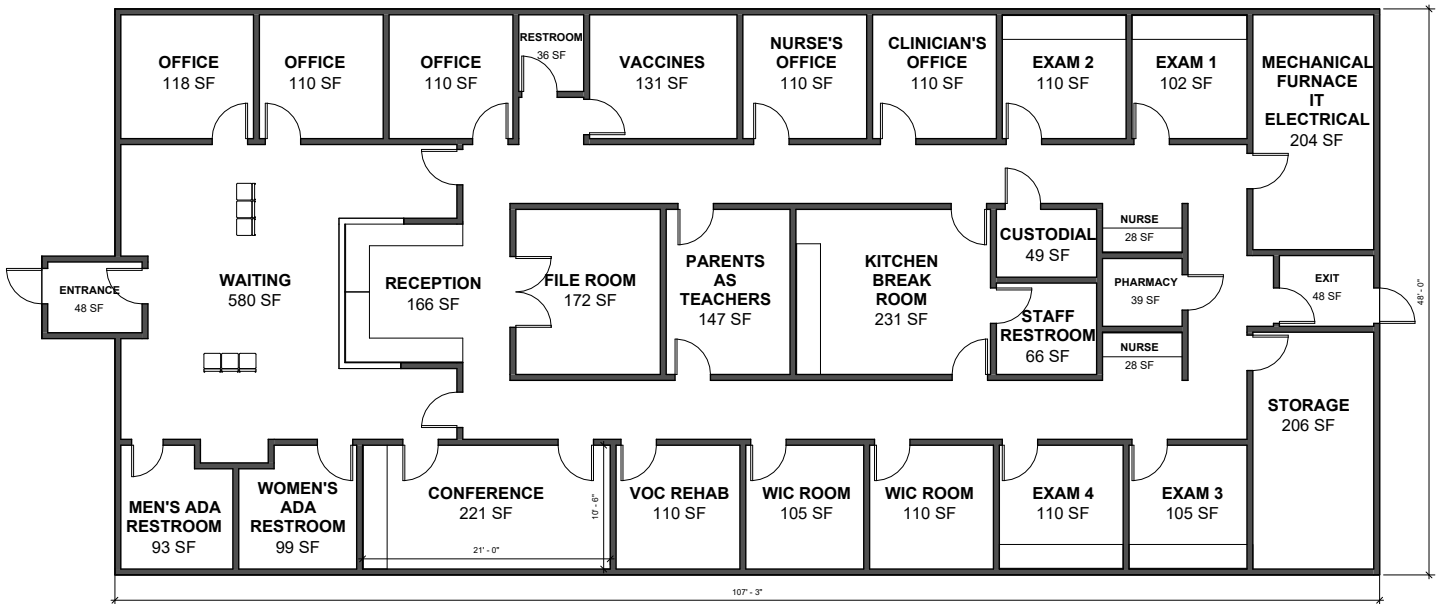 OFFICE
118 SF
OFFICE
110 SF
OFFICE
110 SF
RESTROOM
36 SF
VACCINES
131 SF
NURSE'S
OFFICE
110 SF
CLINICIAN'S
OFFICE
110 SF
EXAM 2
110 SF
EXAM 1
102 SF
MECHANICAL
FURNACE
IT
ELECTRICAL
204 SF
ENTRANCE
48 SF
WAITING
580 SF
RECEPTION
166 SF
FILE ROOM
172 SF
PARENTS
AS
TEACHERS
147 SF
KITCHEN
BREAK
ROOM
231 SF
CUSTODIAL
49 SF
STAFF
RESTROOM
66 SF
NURSE
28 SF
PHARMACY
39 SF
NURSE
28 SF
EXIT
48 SF
48' - 0"
STORAGE
206 SF
MEN'S ADA
RESTROOM
93 SF
WOMEN'S
ADA
RESTROOM
99 SF
CONFERENCE
221 SF
21' - 0"
10' - 6"
VOC REHAB
110 SF
WIC ROOM
105 SF
WIC ROOM
110 SF
EXAM 4
110 SF
EXAM 3
105 SF
107' - 3"